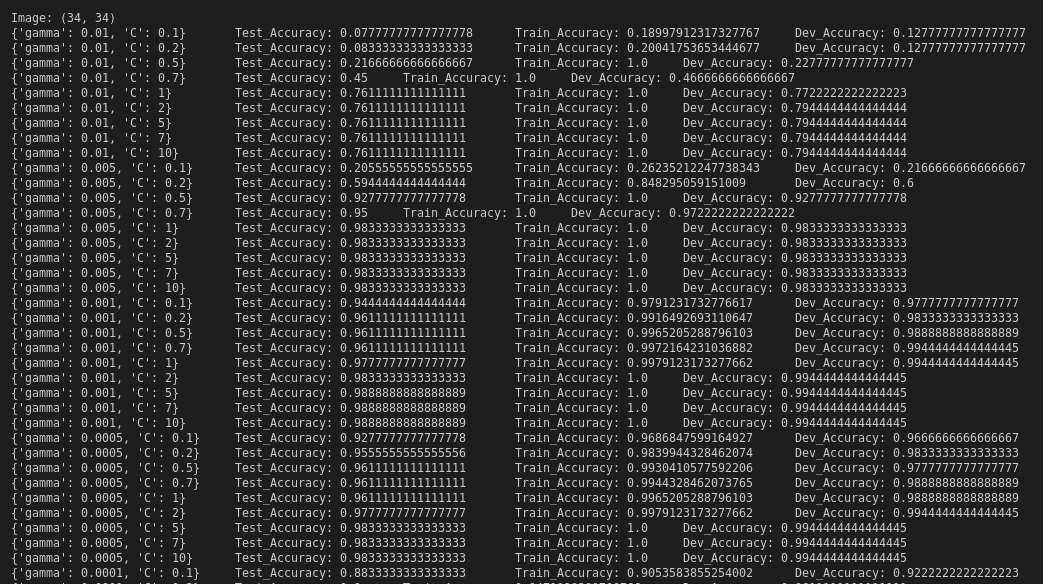 Image: (34, 34)
{'gamma': 0.01, 'C': 0.1} Test_Accuracy: 0.07777777777777778 Train_Accuracy: 0.18997912317327767 Dev_Accuracy: 0.12777777777777777
{'gamma': 0.01, 'C': 0.2} Test_Accuracy: 0.08333333333333333 Train_Accuracy: 0.20041753653444677 Dev_Accuracy: 0.12777777777777777
{'gamma': 0.01, 'C': 0.5} Test_Accuracy: 0.21666666666666667 Train_Accuracy: 1.0 Dev_Accuracy: 0.22777777777777777
{'gamma': 0.01, 'C': 0.7} Test_Accuracy: 0.45 Train_Accuracy: 1.0 Dev_Accuracy: 0.4666666666666667
{'gamma': 0.01, 'C': 1} Test_Accuracy: 0.7611111111111111 Train_Accuracy: 1.0 Dev_Accuracy: 0.7722222222222223
{'gamma': 0.01, 'C': 2} Test_Accuracy: 0.7611111111111111 Train_Accuracy: 1.0 Dev_Accuracy: 0.7944444444444444
{'gamma': 0.01, 'C': 5} Test_Accuracy: 0.7611111111111111 Train_Accuracy: 1.0 Dev_Accuracy: 0.7944444444444444
{'gamma': 0.01, 'C': 7} Test_Accuracy: 0.7611111111111111 Train_Accuracy: 1.0 Dev_Accuracy: 0.7944444444444444
{'gamma': 0.01, 'C': 10} Test_Accuracy: 0.7611111111111111 Train_Accuracy: 1.0 Dev_Accuracy: 0.7944444444444444
{'gamma': 0.005, 'C': 0.1} Test_Accuracy: 0.20555555555555555 Train_Accuracy: 0.26235212247738343 Dev_Accuracy: 0.21666666666666667
{'gamma': 0.005, 'C': 0.2} Test_Accuracy: 0.5944444444444444 Train_Accuracy: 0.848295059151009 Dev_Accuracy: 0.6
{'gamma': 0.005, 'C': 0.5} Test_Accuracy: 0.9277777777777778 Train_Accuracy: 1.0 Dev_Accuracy: 0.9277777777777778
{'gamma': 0.005, 'C': 0.7} Test_Accuracy: 0.95 Train_Accuracy: 1.0 Dev_Accuracy: 0.9722222222222222
{'gamma': 0.005, 'C': 1} Test_Accuracy: 0.9833333333333333 Train_Accuracy: 1.0 Dev_Accuracy: 0.9833333333333333
{'gamma': 0.005, 'C': 2} Test_Accuracy: 0.9833333333333333 Train_Accuracy: 1.0 Dev_Accuracy: 0.9833333333333333
{'gamma': 0.005, 'C': 5} Test_Accuracy: 0.9833333333333333 Train_Accuracy: 1.0 Dev_Accuracy: 0.9833333333333333
{'gamma': 0.005, 'C': 7} Test_Accuracy: 0.9833333333333333 Train_Accuracy: 1.0 Dev_Accuracy: 0.9833333333333333
{'gamma': 0.005, 'C': 10} Test_Accuracy: 0.9833333333333333 Train_Accuracy: 1.0 Dev_Accuracy: 0.9833333333333333
{'gamma': 0.001, 'C': 0.1} Test_Accuracy: 0.9444444444444444 Train_Accuracy: 0.9791231732776617 Dev_Accuracy: 0.9777777777777777
{'gamma': 0.001, 'C': 0.2} Test_Accuracy: 0.9611111111111111 Train_Accuracy: 0.9916492693110647 Dev_Accuracy: 0.9833333333333333
{'gamma': 0.001, 'C': 0.5} Test_Accuracy: 0.9611111111111111 Train_Accuracy: 0.9965205288796103 Dev_Accuracy: 0.9888888888888889
{'gamma': 0.001, 'C': 0.7} Test_Accuracy: 0.9611111111111111 Train_Accuracy: 0.9972164231036882 Dev_Accuracy: 0.9944444444444445
{'gamma': 0.001, 'C': 1} Test_Accuracy: 0.9777777777777777 Train_Accuracy: 0.9979123173277662 Dev_Accuracy: 0.9944444444444445
{'gamma': 0.001, 'C': 2} Test_Accuracy: 0.9833333333333333 Train_Accuracy: 1.0 Dev_Accuracy: 0.9944444444444445
{'gamma': 0.001, 'C': 5} Test_Accuracy: 0.9888888888888889 Train_Accuracy: 1.0 Dev_Accuracy: 0.9944444444444445
{'gamma': 0.001, 'C': 7} Test_Accuracy: 0.9888888888888889 Train_Accuracy: 1.0 Dev_Accuracy: 0.9944444444444445
{'gamma': 0.001, 'C': 10} Test_Accuracy: 0.9888888888888889 Train_Accuracy: 1.0 Dev_Accuracy: 0.9944444444444445
{'gamma': 0.0005, 'C': 0.1} Test_Accuracy: 0.9277777777777778 Train_Accuracy: 0.9686847599164927 Dev_Accuracy: 0.9666666666666667
{'gamma': 0.0005, 'C': 0.2} Test_Accuracy: 0.9555555555555556 Train_Accuracy: 0.9839944328462074 Dev_Accuracy: 0.9833333333333333
{'gamma': 0.0005, 'C': 0.5} Test_Accuracy: 0.9611111111111111 Train_Accuracy: 0.9930410577592206 Dev_Accuracy: 0.9777777777777777
{'gamma': 0.0005, 'C': 0.7} Test_Accuracy: 0.9611111111111111 Train_Accuracy: 0.9944328462073765 Dev_Accuracy: 0.9888888888888889
{'gamma': 0.0005, 'C': 1} Test_Accuracy: 0.9611111111111111 Train_Accuracy: 0.9965205288796103 Dev_Accuracy: 0.9888888888888889
{'gamma': 0.0005, 'C': 2} Test_Accuracy: 0.9777777777777777 Train_Accuracy: 0.9979123173277662 Dev_Accuracy: 0.9944444444444445
{'gamma': 0.0005, 'C': 5} Test_Accuracy: 0.9833333333333333 Train_Accuracy: 1.0 Dev_Accuracy: 0.9944444444444445
{'gamma': 0.0005, 'C': 7} Test_Accuracy: 0.9833333333333333 Train_Accuracy: 1.0 Dev_Accuracy: 0.9944444444444445
{'gamma': 0.0005, 'C': 10} Test_Accuracy: 0.9833333333333333 Train_Accuracy: 1.0 Dev_Accuracy: 0.9944444444444445
{'gamma': 0.0001, 'C': 0.1} Test_Accuracy: 0.8833333333333333 Train_Accuracy: 0.9053583855254002 Dev_Accuracy: 0.9222222222222223